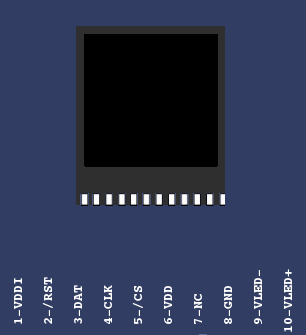 1-VDDI
2-/RST
3-DAT
4-CLK
5-/CS
6-VDD
7-NC
8-GND
9-VLED-
10-VLED+